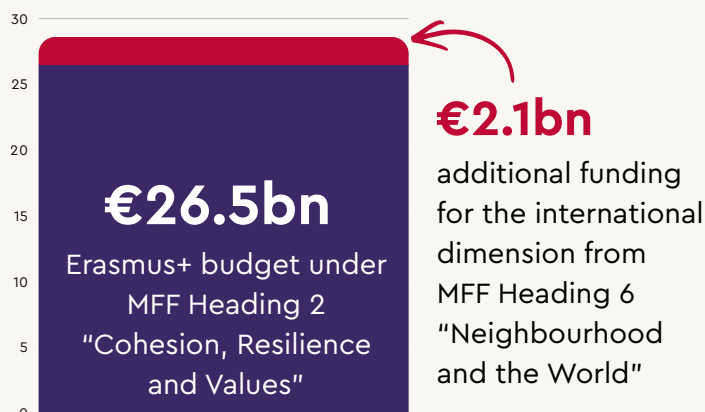 30
25
20
15
10
5
0
€26.5bn
Erasmus+ budget under
MFF Heading 2
“Cohesion, Resilience
and Values”
€2.1bn
additional funding
for the international
dimension from
MFF Heading 6
“Neighbourhood
and the World”